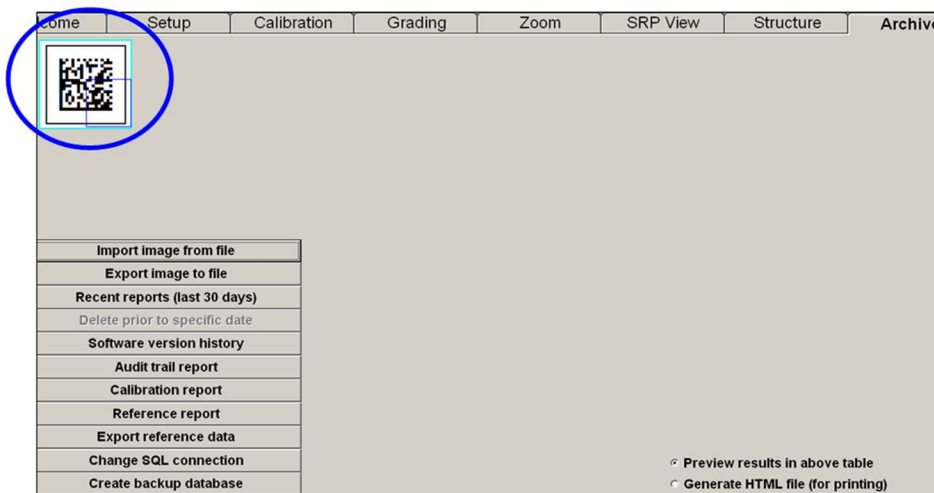 come Setup Calibration Grading Zoom SRP View Structure Archive
Import image from file
Export image to file
Recent reports (last 30 days)
Delete prior to specific date
Software version history
Audit trail report
Calibration report
Reference report
Export reference data
Change SQL connection
Create backup database
Preview results in above table
Generate HTML file (for printing)